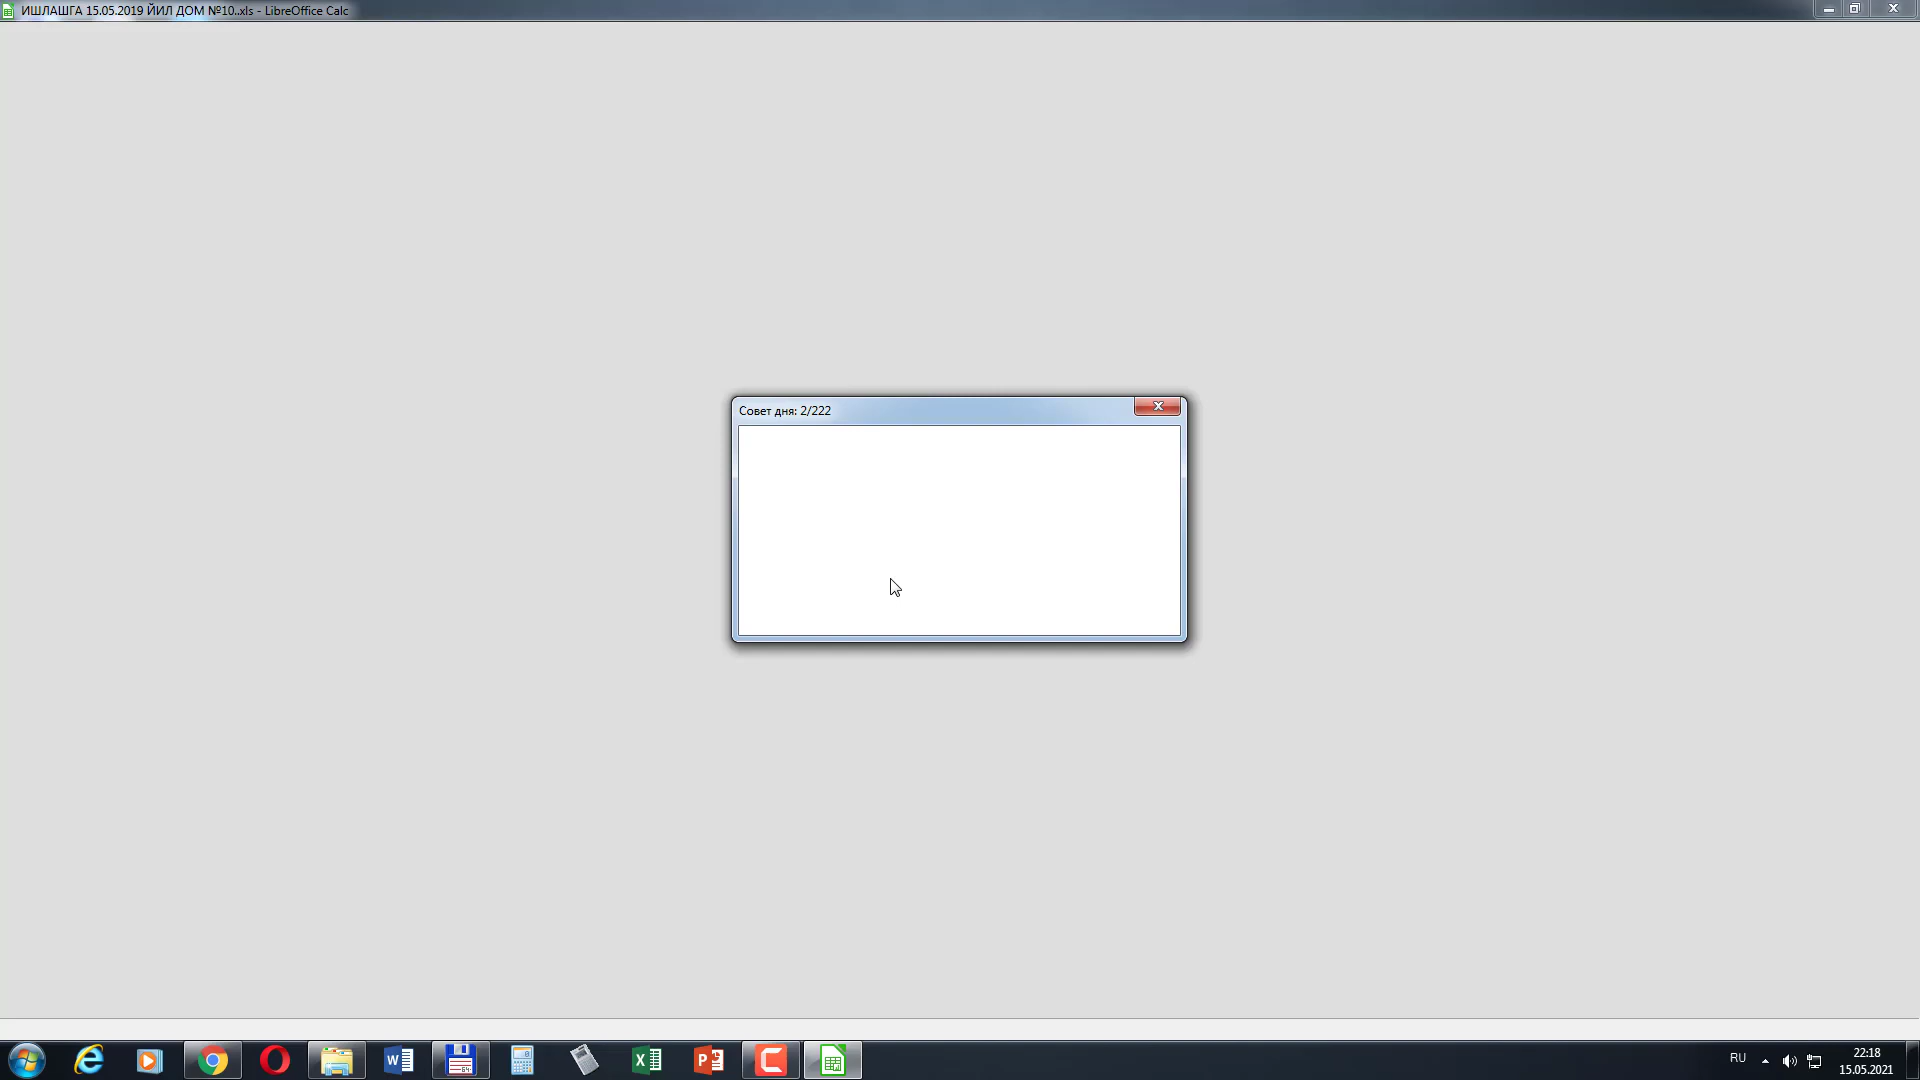 ИШЛАШГА 15.05.2019 ЙИЛ ДОМ №10..xls - LibreOffice Calc
Совет дня: 2/222
RU
22:18
15.05.2021